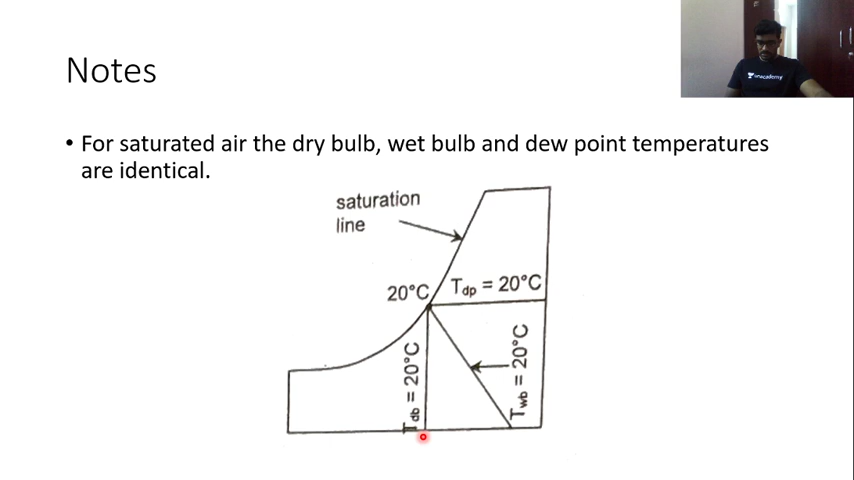 Notes
• For saturated air the dry bulb, wet bulb and dew point temperatures
are identical.
saturation
line
20°C
Tdp = 20°C
Tdb = 20°C
Twb = 20°C
unacademy